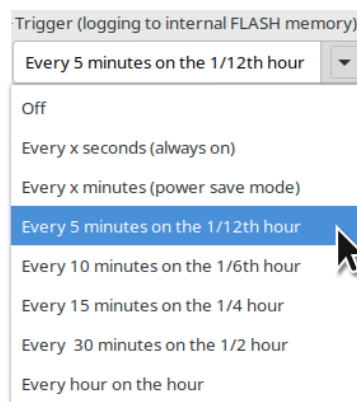 Trigger (logging to internal FLASH memory)
Every 5 minutes on the 1/12th hour
Off
Every x seconds (always on)
Every x minutes (power save mode)
Every 5 minutes on the 1/12th hour
Every 10 minutes on the 1/6th hour
Every 15 minutes on the 1/4 hour
Every  30 minutes on the 1/2 hour
Every hour on the hour